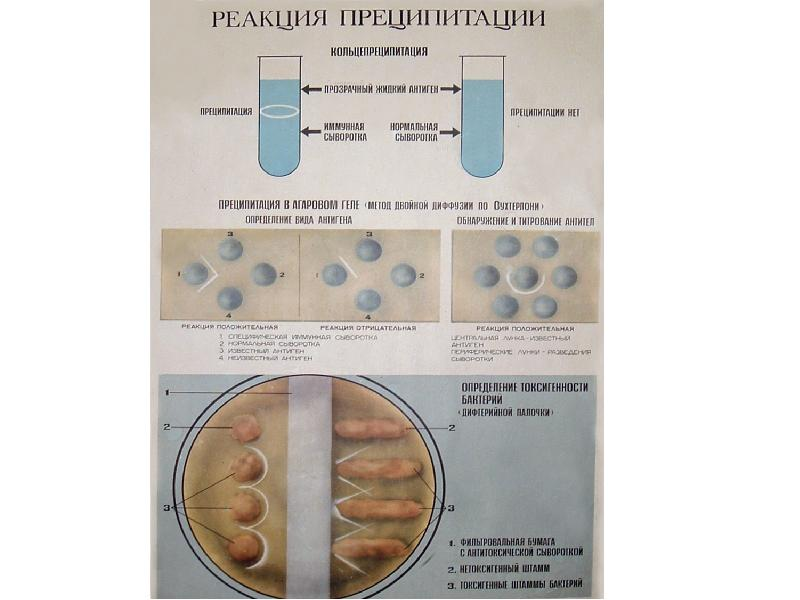 РЕАКЦИЯ ПРЕЦИПИТАЦИИ
КОЛЬЦЕПРЕЦИПИТАЦИЯ
ПРОЗРАЧНЫЙ ЖИДКИЙ АНТИГЕН
ПРЕЦИПИТАЦИЯ
ПРЕЦИПИТАЦИИ НЕТ
ИММУННАЯ
СЫВОРОТКА
НОРМАЛЬНАЯ
СЫВОРОТКА
ПРЕЦИПИТАЦИЯ В АГАРОВОМ ГЕЛЕ (МЕТОД ДВОЙНОЙ ДИФФУЗИИ ПО ОУХТЕРЛОНИ)
ОПРЕДЕЛЕНИЕ ВИДА АНТИГЕНА
ОБНАРУЖЕНИЕ И ТИТРОВАНИЕ АНТИТЕЛ
3
1
2
4
3
1
2
4
РЕАКЦИЯ ПОЛОЖИТЕЛЬНАЯ
РЕАКЦИЯ ОТРИЦАТЕЛЬНАЯ
РЕАКЦИЯ ПОЛОЖИТЕЛЬНАЯ
1. СПЕЦИФИЧЕСКАЯ ИММУННАЯ СЫВОРОТКА
2 НОРМАЛЬНАЯ СЫВОРОТКА
3. ИЗВЕСТНЫЙ АНТИГЕН
4. НЕИЗВЕСТНЫЙ АНТИГЕН
ЦЕНТРАЛЬНАЯ ЛУНКА-ИЗВЕСТНЫЙ
АНТИГЕН
ПЕРИФЕРИЧЕСКИЕ ЛУНКИ - РАЗВЕДЕНИЯ
СЫВОРОТКИ
ОПРЕДЕЛЕНИЕ ТОКСИГЕННОСТИ
БАКТЕРИЙ
(ДИФТЕРИЙНОЙ ПАЛОЧКИ)
1
2
2
3
3
1. ФИЛЬТРОВАЛЬНАЯ БУМАГА
С АНТИТОКСИЧЕСКОЙ СЫВОРОТКОЙ
2. НЕТОКСИГЕННЫЙ ШТАММ
3. ТОКСИГЕННЫЕ ШТАММЫ БАКТЕРИЙ